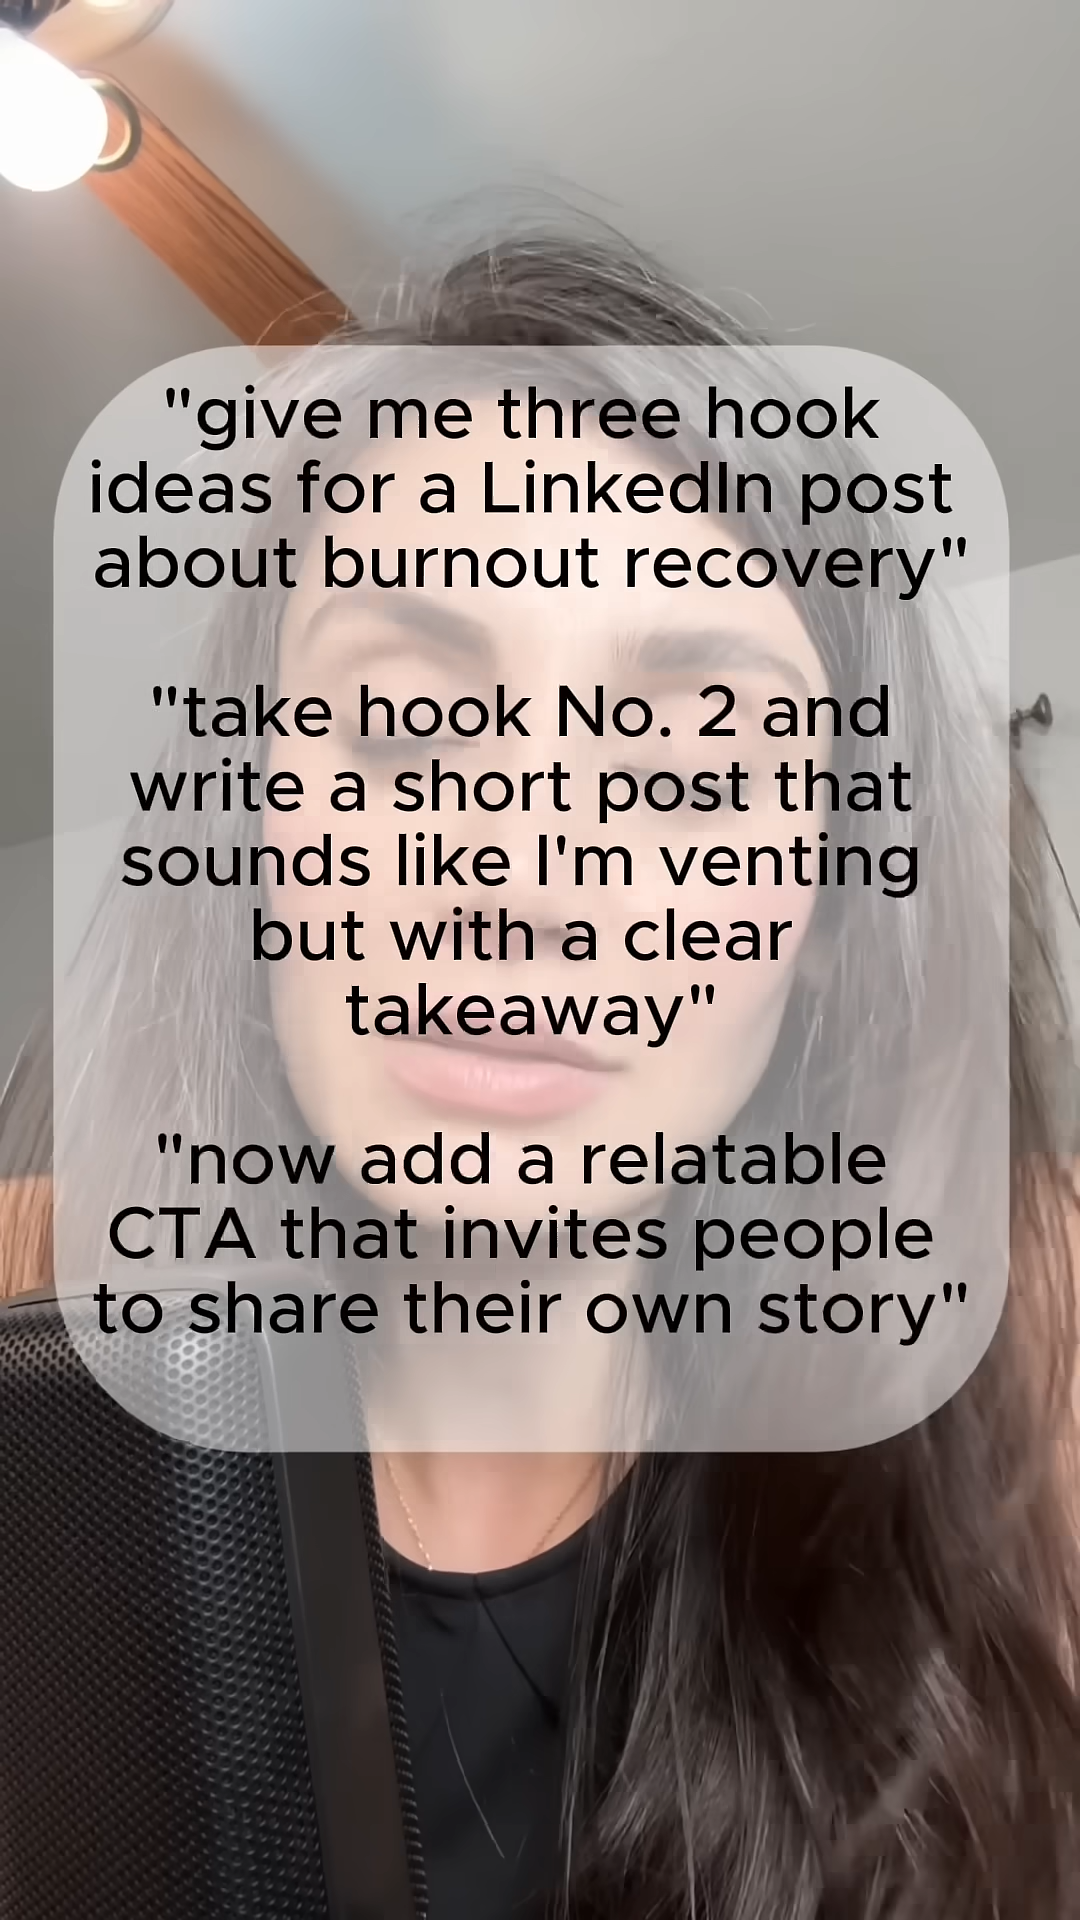 "give me three hook
ideas for a LinkedIn post
about burnout recovery"
"take hook No. 2 and
write a short post that
sounds like I'm venting
but with a clear
takeaway"
"now add a relatable
CTA that invites people
to share their own story"